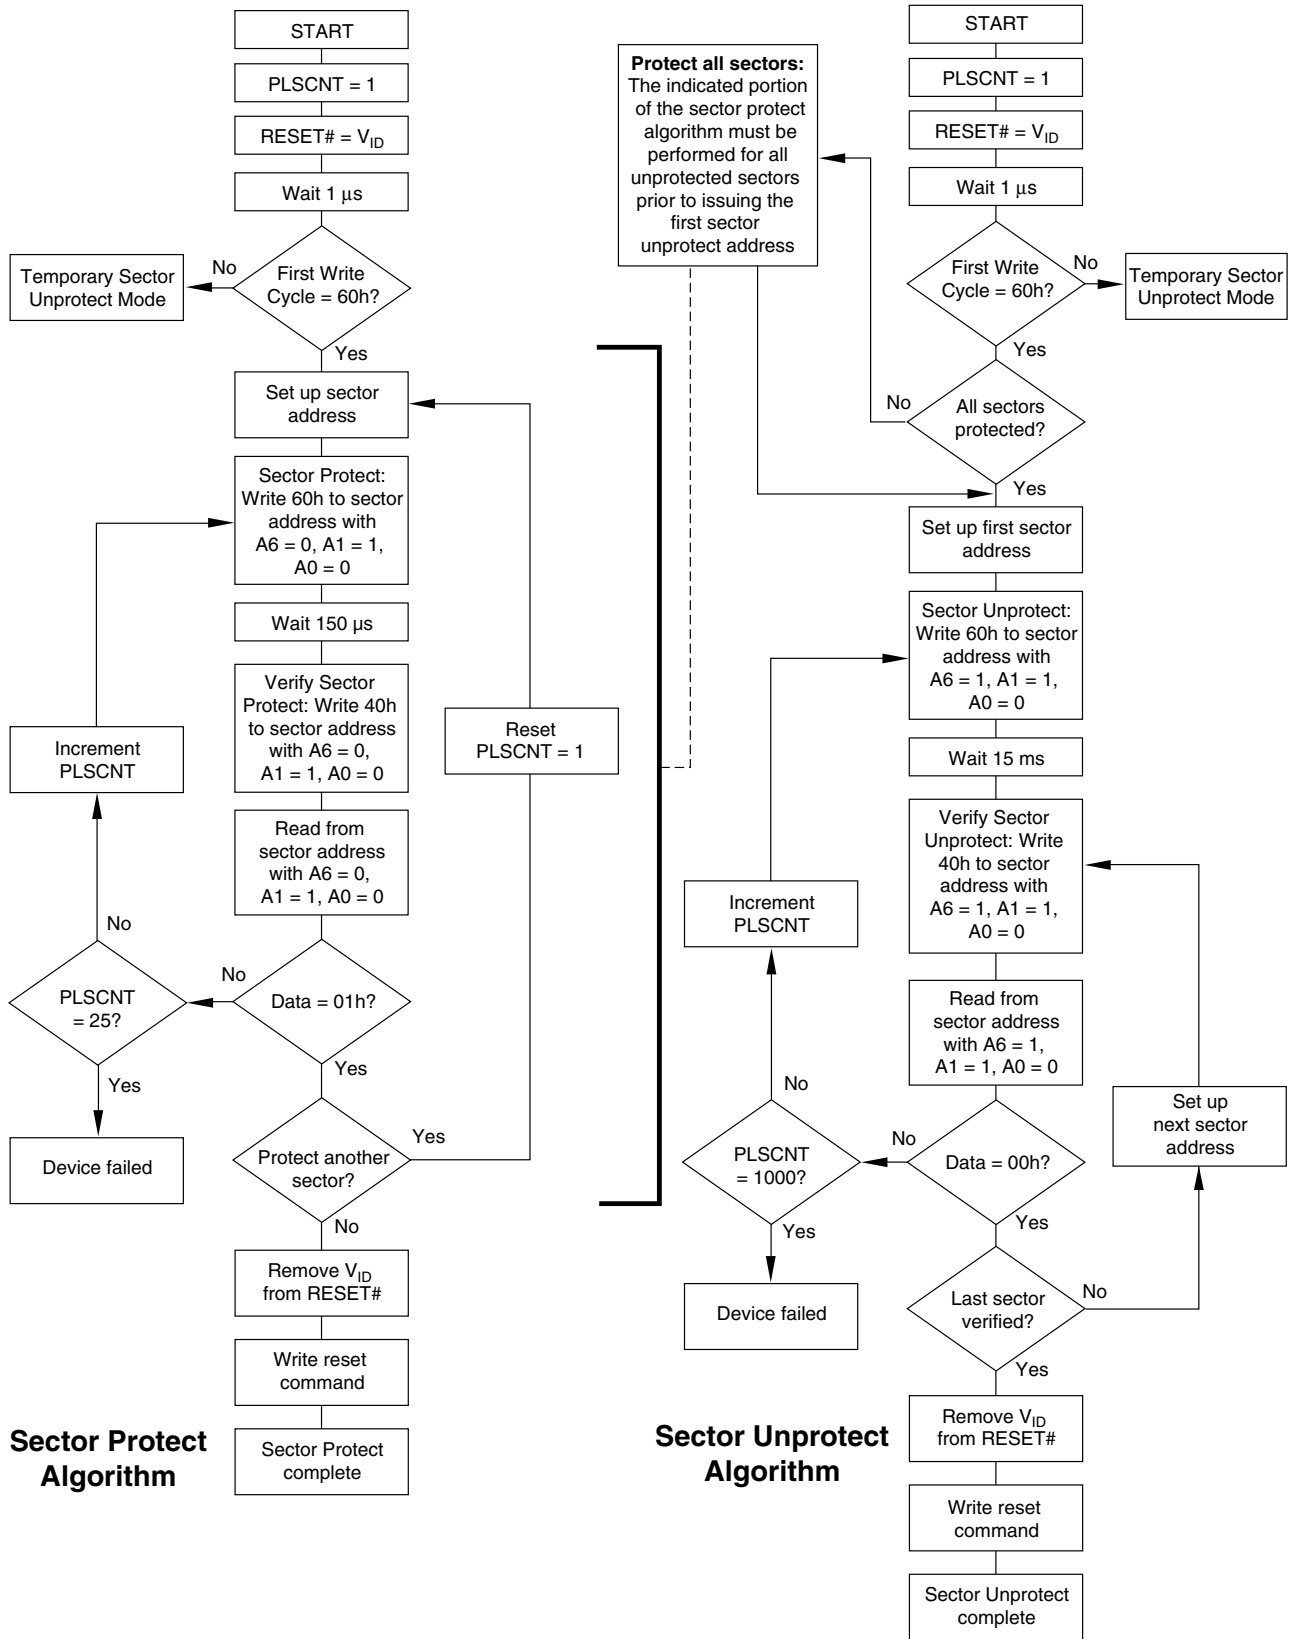 START
PLSCNT = 1
RESET# = VID
Wait 1 μs
First Write
Cycle = 60h?
No
Temporary Sector
Unprotect Mode
Yes
Set up sector
address
Sector Protect:
Write 60h to sector
address with
A6 = 0, A1 = 1,
A0 = 0
Wait 150 µs
Verify Sector
Protect: Write 40h
to sector address
with A6 = 0,
A1 = 1, A0 = 0
Increment
PLSCNT
Reset
PLSCNT = 1
Read from
sector address
with A6 = 0,
A1 = 1, A0 = 0
No
PLSCNT
= 25?
No
Data = 01h?
Yes
Yes
Device failed
Protect another
sector?
Yes
No
Remove VID
from RESET#
Write reset
command
Sector Protect
complete
Sector Protect
Algorithm
Protect all sectors:
The indicated portion
of the sector protect
algorithm must be
performed for all
unprotected sectors
prior to issuing the
first sector
unprotect address
START
PLSCNT = 1
RESET# = VID
Wait 1 μs
First Write
Cycle = 60h?
No
Temporary Sector
Unprotect Mode
Yes
No
All sectors
protected?
Yes
Set up first sector
address
Sector Unprotect:
Write 60h to sector
address with
A6 = 1, A1 = 1,
A0 = 0
Wait 15 ms
Verify Sector
Unprotect: Write
40h to sector
address with
A6 = 1, A1 = 1,
A0 = 0
Increment
PLSCNT
Read from
sector address
with A6 = 1,
A1 = 1, A0 = 0
No
PLSCNT
= 1000?
No
Data = 00h?
Set up
next sector
address
Yes
Yes
Device failed
Last sector
verified?
No
Yes
Remove VID
from RESET#
Write reset
command
Sector Unprotect
complete
Sector Unprotect
Algorithm